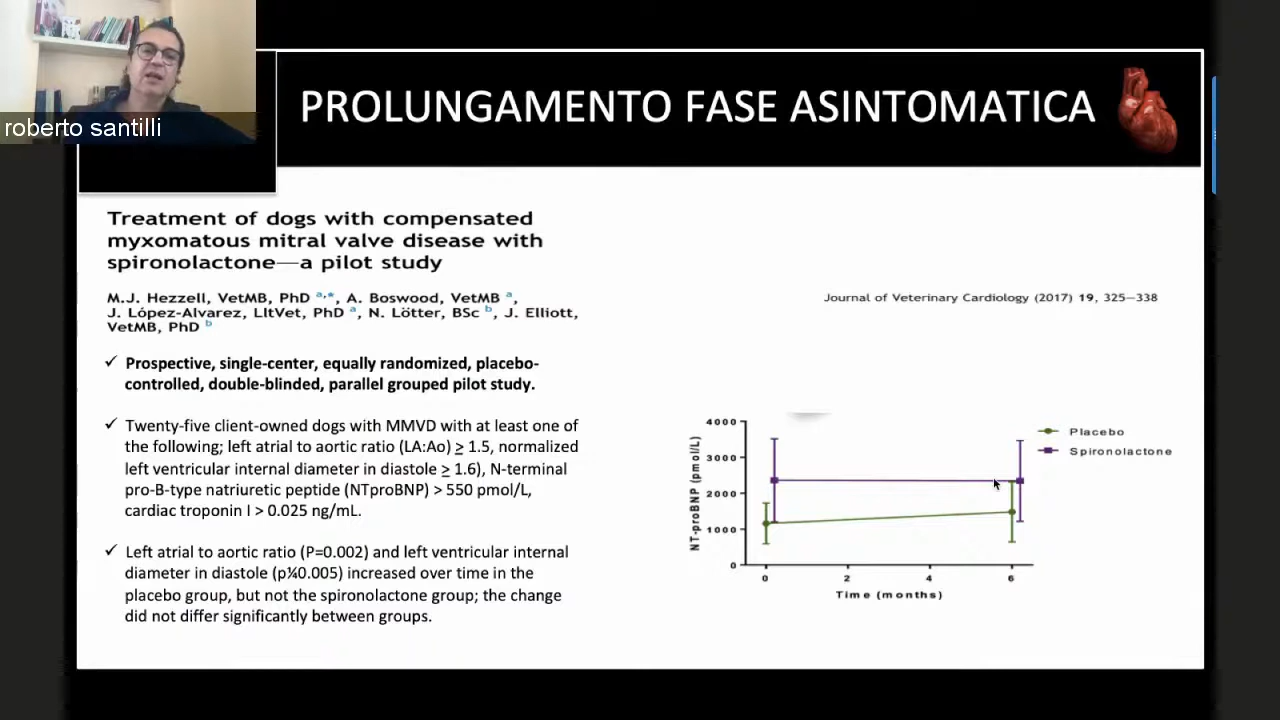 roberto santilli
PROLUNGAMENTO FASE ASINTOMATICA
Treatment of dogs with compensated
myxomatous mitral valve disease with
spironolactone—a pilot study
M.J. Hezzell, VetMB, PhD a,*, A. Boswood, VetMB a,
J. López-Alvarez, LltVet, PhD a, N. Lötter, BSc b, J. Elliott,
VetMB, PhD b
Journal of Veterinary Cardiology (2017) 19, 325—338
✓ Prospective, single-center, equally randomized, placebo-
controlled, double-blinded, parallel grouped pilot study.
✓ Twenty-five client-owned dogs with MMVD with at least one of
the following; left atrial to aortic ratio (LA:Ao) ≥ 1.5, normalized
left ventricular internal diameter in diastole ≥ 1.6), N-terminal
pro-B-type natriuretic peptide (NTproBNP) > 550 pmol/L,
cardiac troponin I > 0.025 ng/mL.
✓ Left atrial to aortic ratio (P=0.002) and left ventricular internal
diameter in diastole (p¼0.005) increased over time in the
placebo group, but not the spironolactone group; the change
did not differ significantly between groups.
NT-proBNP (pmol/L)
4000
3000
2000
1000
0
0 2 4 6
Time (months)
Placebo
Spironolactone